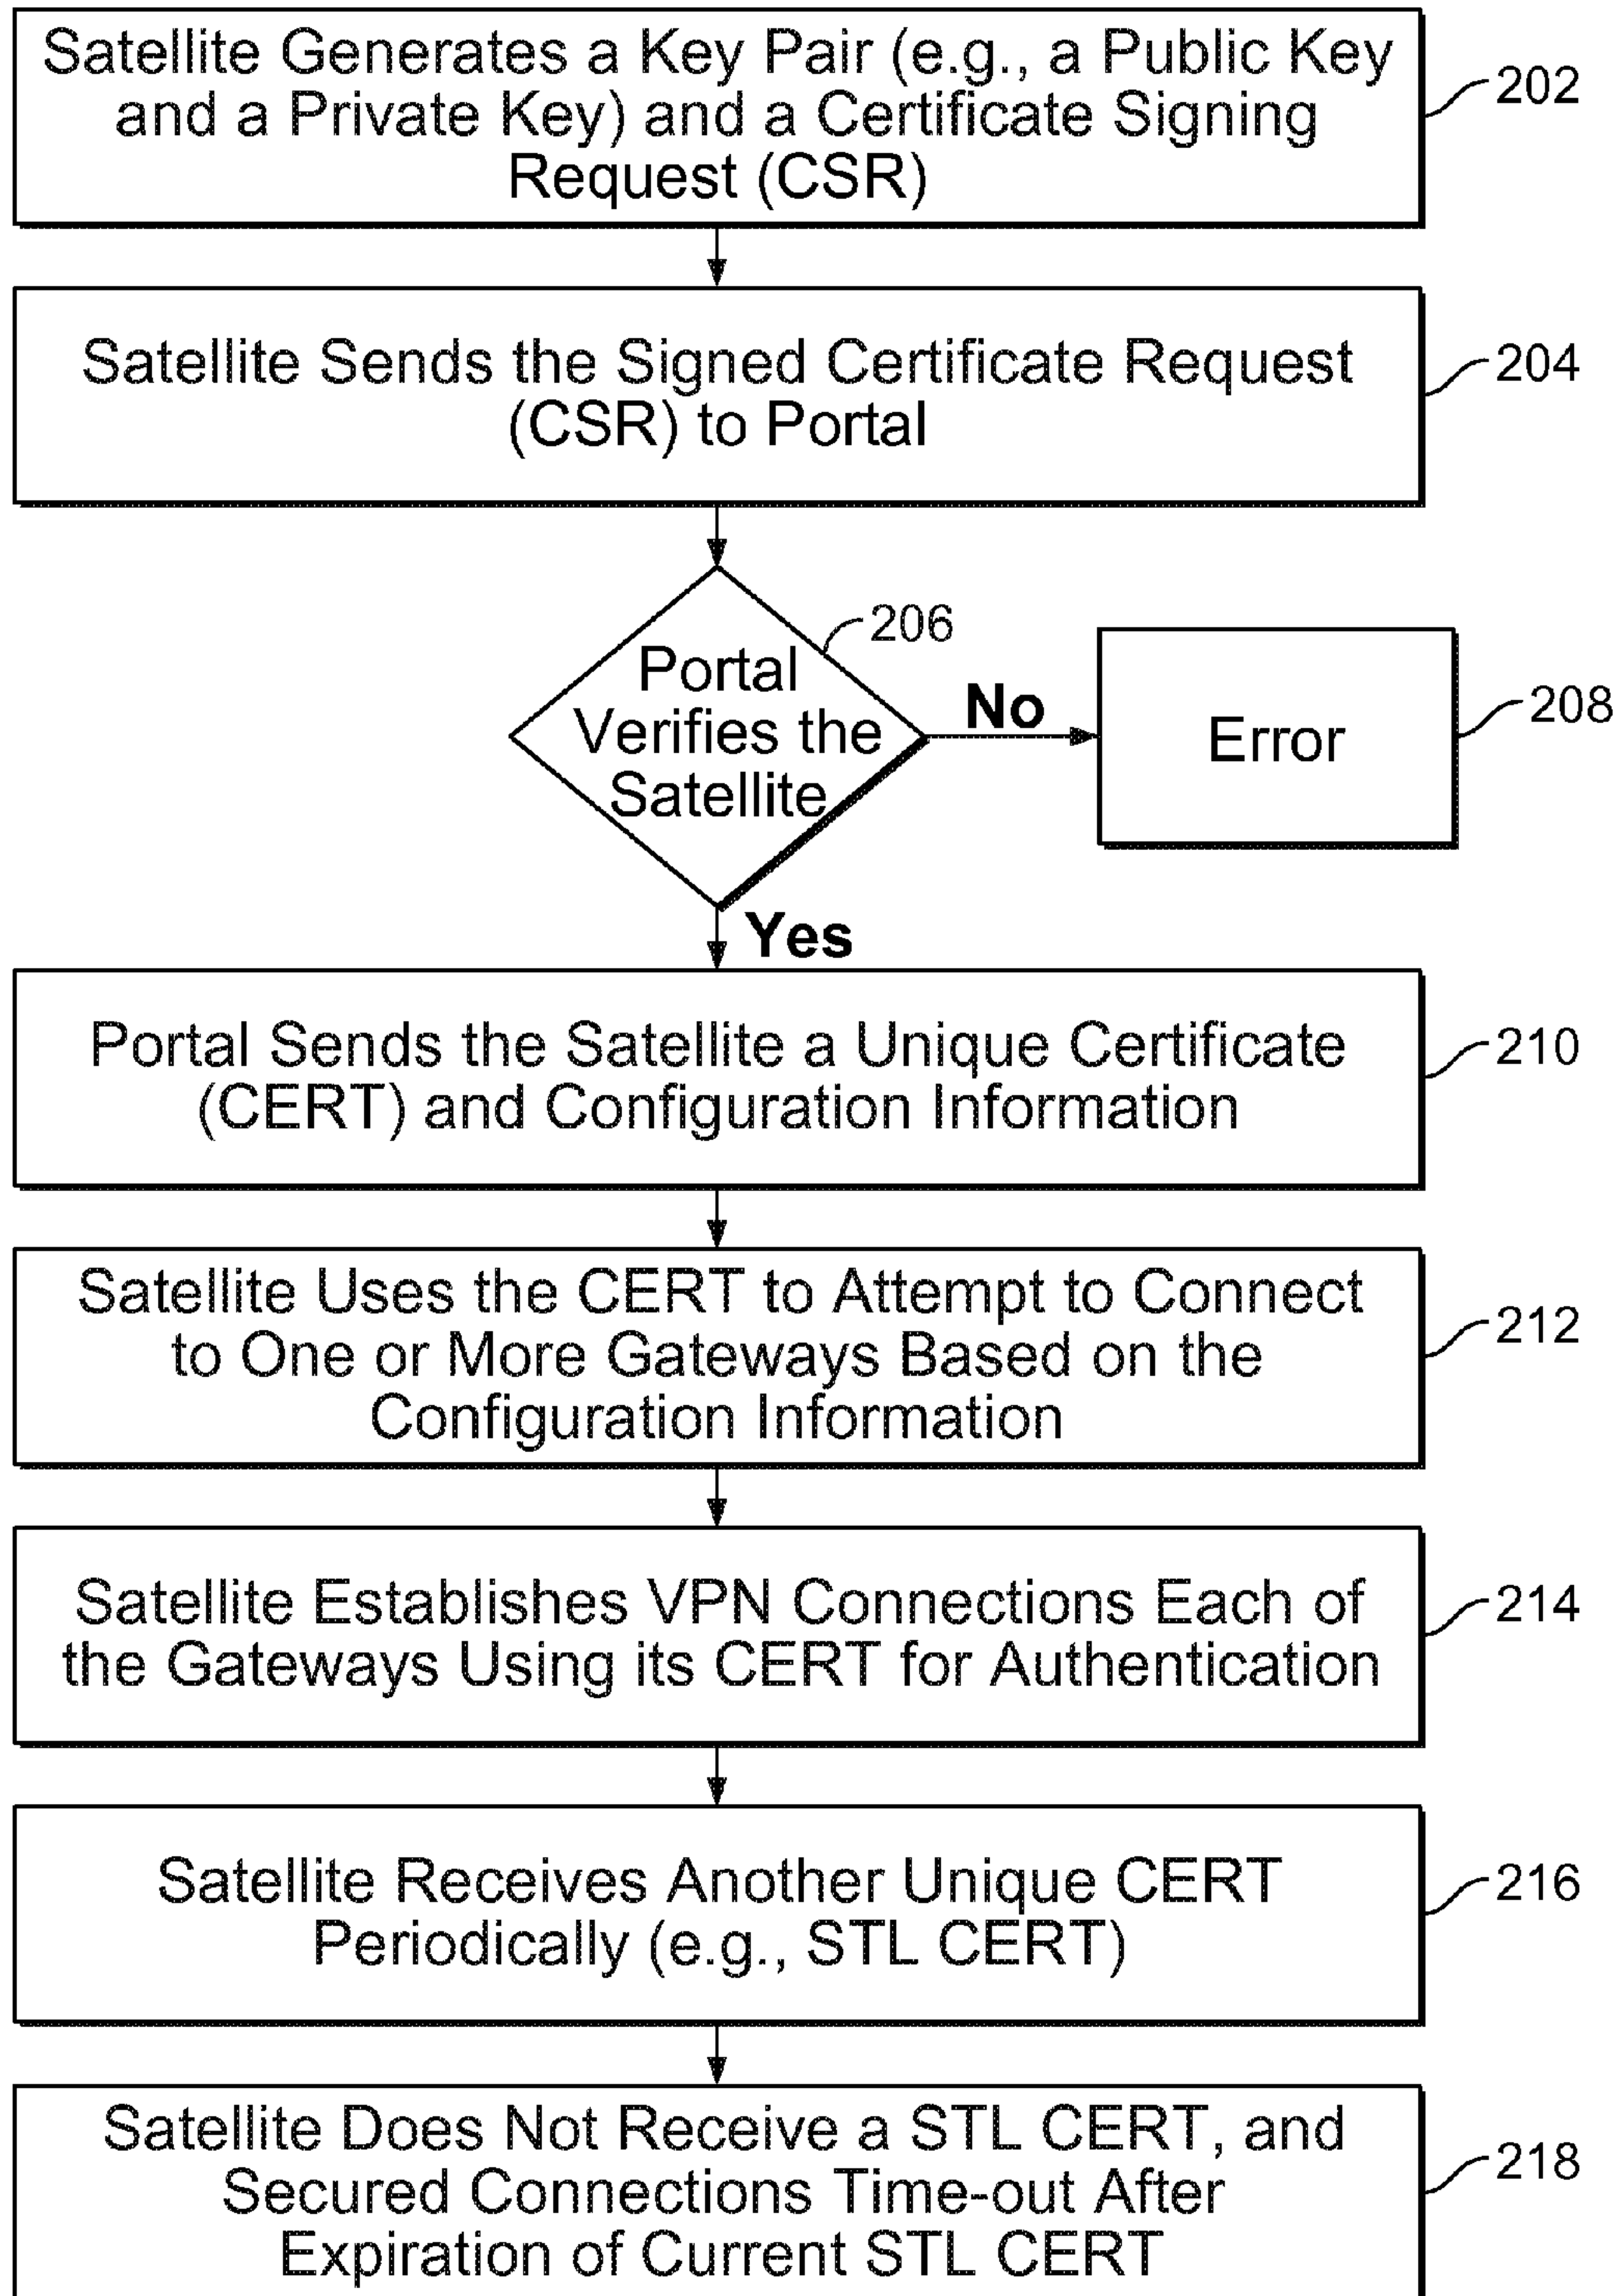 Satellite Generates a Key Pair (e.g., a Public Key
and a Private Key) and a Certificate Signing
Request (CSR)
202
Satellite Sends the Signed Certificate Request
(CSR) to Portal
204
206
Portal
Verifies the
Satellite
No
Error
208
Yes
Portal Sends the Satellite a Unique Certificate
(CERT) and Configuration Information
210
Satellite Uses the CERT to Attempt to Connect
to One or More Gateways Based on the
Configuration Information
212
Satellite Establishes VPN Connections Each of
the Gateways Using its CERT for Authentication
214
Satellite Receives Another Unique CERT
Periodically (e.g., STL CERT)
216
Satellite Does Not Receive a STL CERT, and
Secured Connections Time-out After
Expiration of Current STL CERT
218